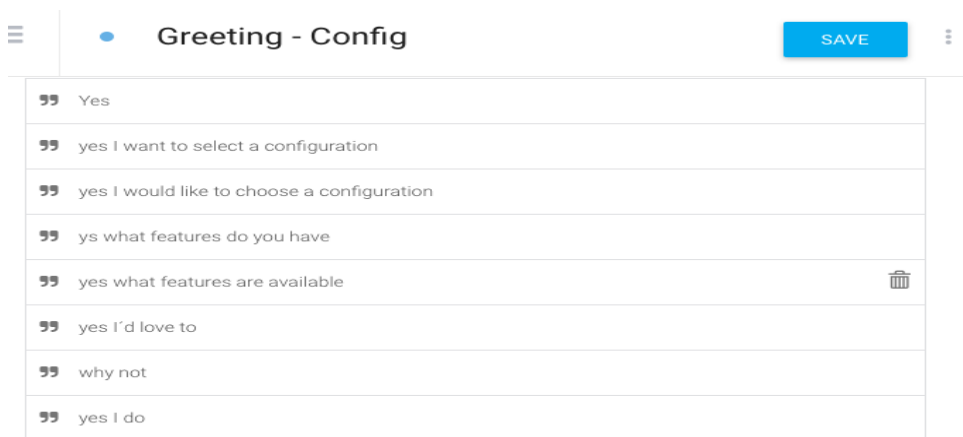 Greeting - Config
SAVE
Yes
yes I want to select a configuration
yes I would like to choose a configuration
ys what features do you have
yes what features are available
yes I´d love to
why not
yes I do